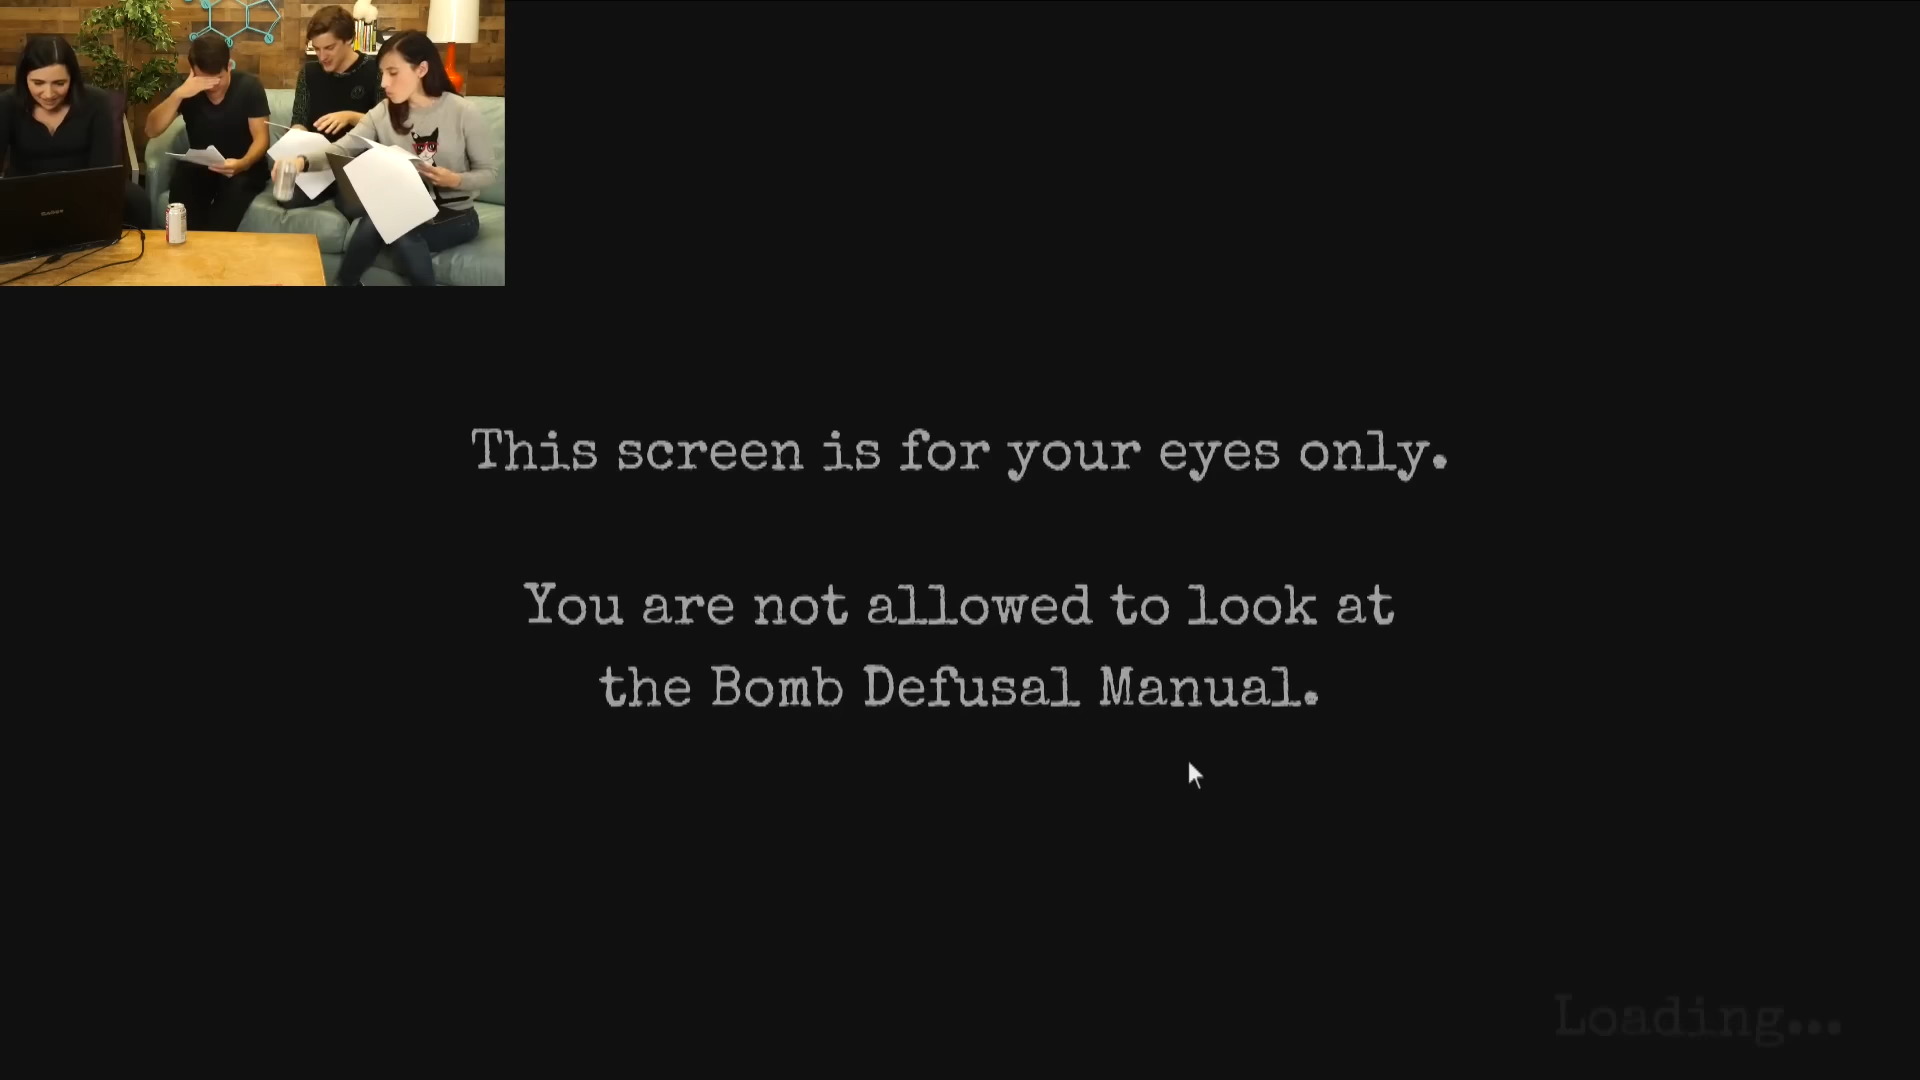 This screen is for your eyes only.
You are not allowed to look at
the Bomb Defusal Manual.
Loading...